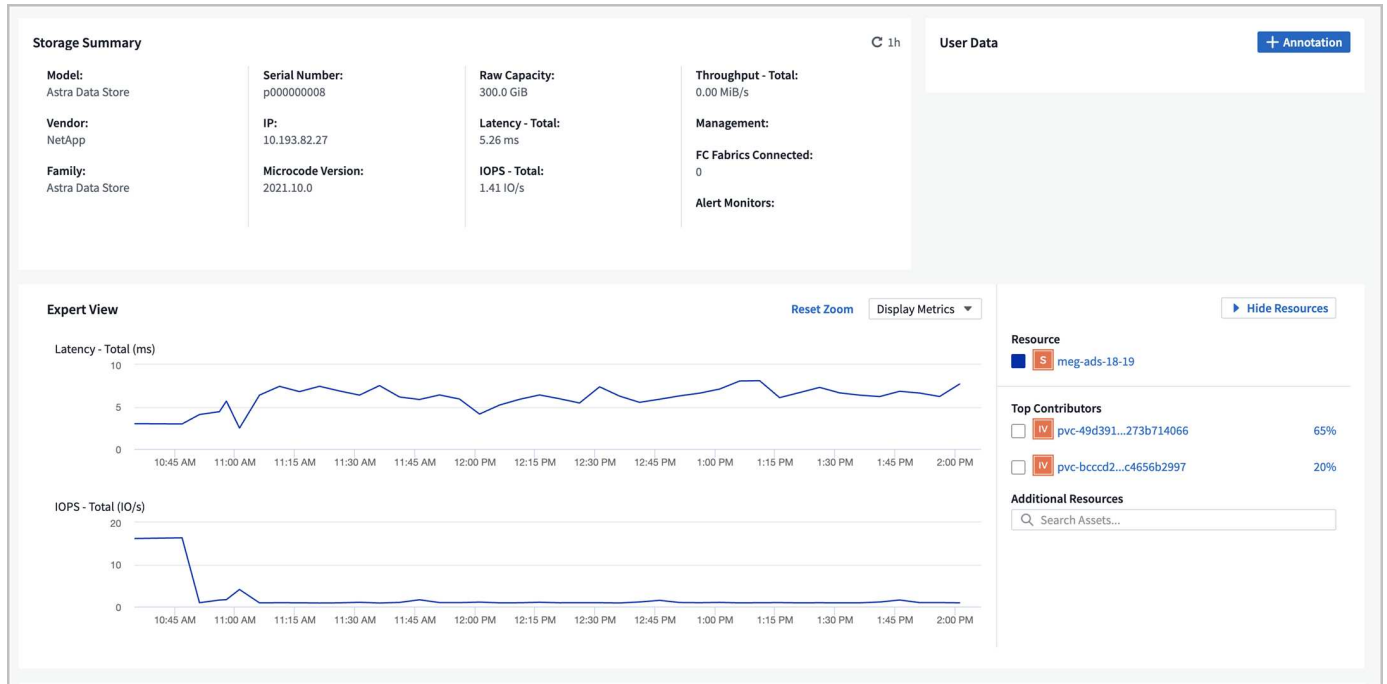 Storage Summary
1h
Model:
Astra Data Store
Vendor:
NetApp
Family:
Astra Data Store
Serial Number:
p000000008
IP:
10.193.82.27
Microcode Version:
2021.10.0
Raw Capacity:
300.0 GiB
Latency - Total:
5.26 ms
IOPS - Total:
1.41 IO/s
Throughput - Total:
0.00 MiB/s
Management:
FC Fabrics Connected:
0
Alert Monitors:
User Data
+ Annotation
Expert View
Reset Zoom
Display Metrics
Latency - Total (ms)
10
5
0
10:45 AM 11:00 AM 11:15 AM 11:30 AM 11:45 AM 12:00 PM 12:15 PM 12:30 PM 12:45 PM 1:00 PM 1:15 PM 1:30 PM 1:45 PM 2:00 PM
IOPS - Total (IO/s)
20
10
0
10:45 AM 11:00 AM 11:15 AM 11:30 AM 11:45 AM 12:00 PM 12:15 PM 12:30 PM 12:45 PM 1:00 PM 1:15 PM 1:30 PM 1:45 PM 2:00 PM
Hide Resources
Resource
S meg-ads-18-19
Top Contributors
IV pvc-49d391...273b714066 65%
IV pvc-bcccd2...c4656b2997 20%
Additional Resources
Search Assets...